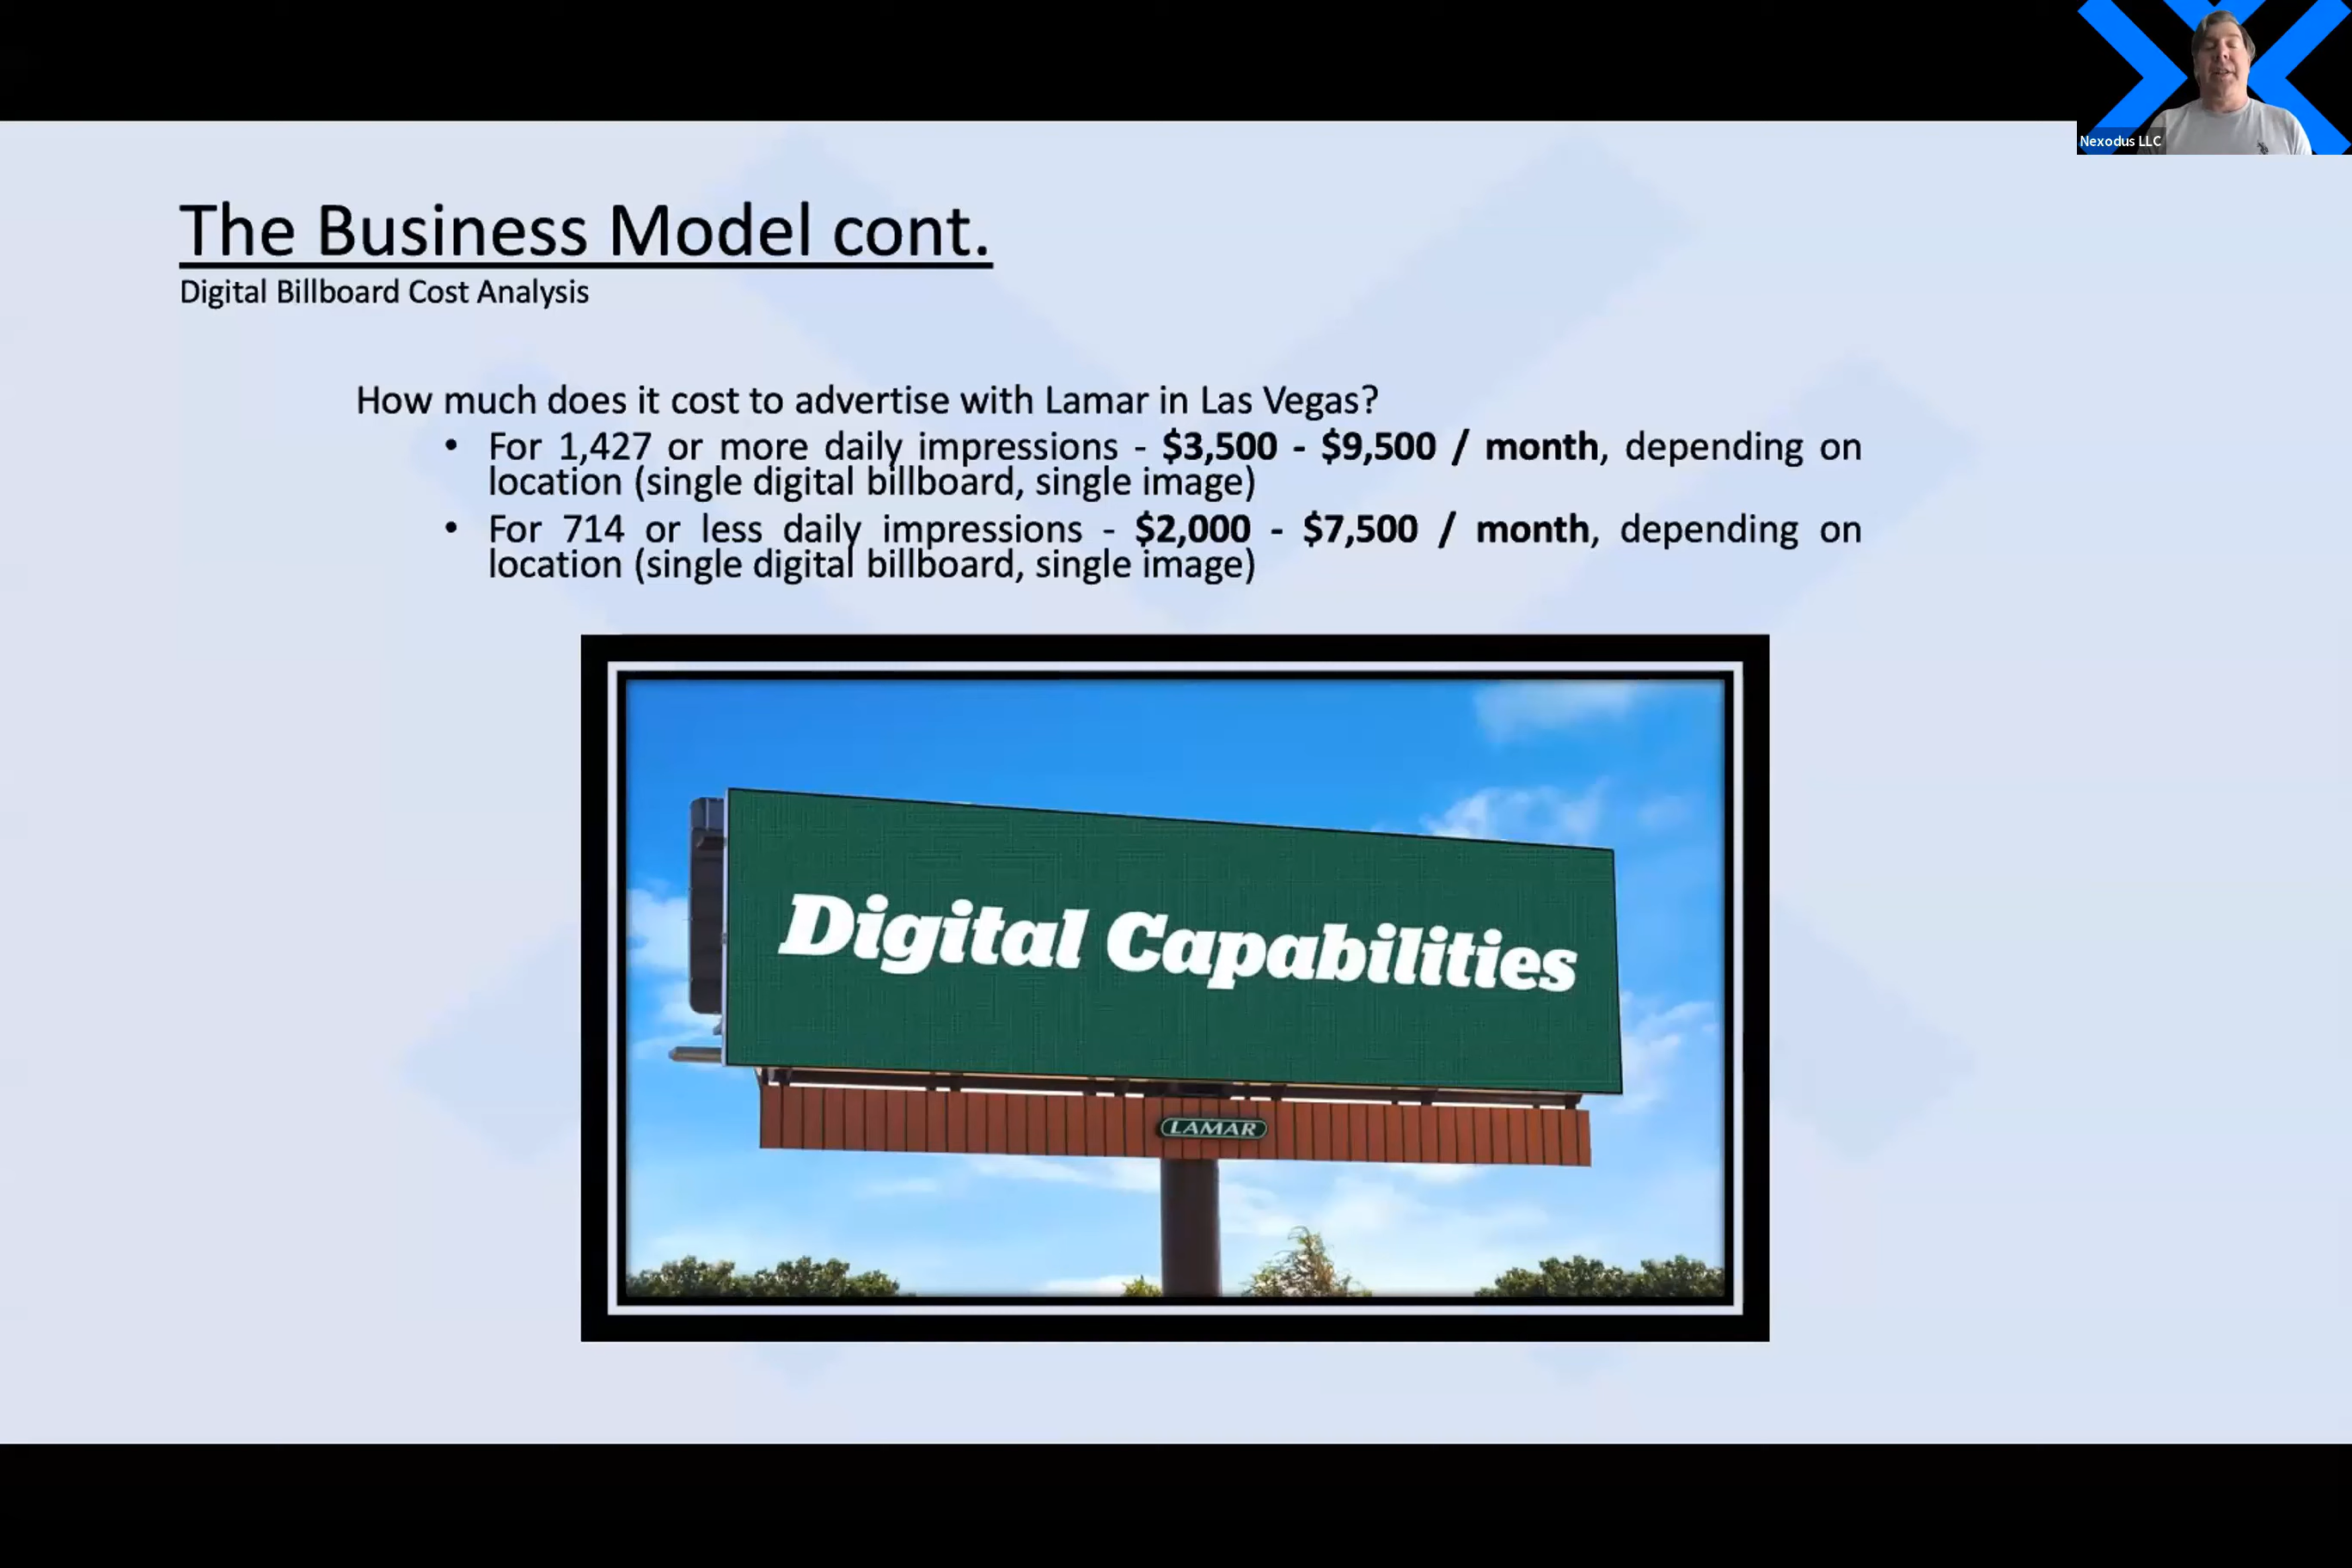 Nexodus LLC
The Business Model cont.
Digital Billboard Cost Analysis
How much does it cost to advertise with Lamar in Las Vegas?
• For 1,427 or more daily impressions - $3,500 - $9,500 / month, depending on
location (single digital billboard, single image)
• For 714 or less daily impressions - $2,000 - $7,500 / month, depending on
location (single digital billboard, single image)
Digital Capabilities
LAMAR